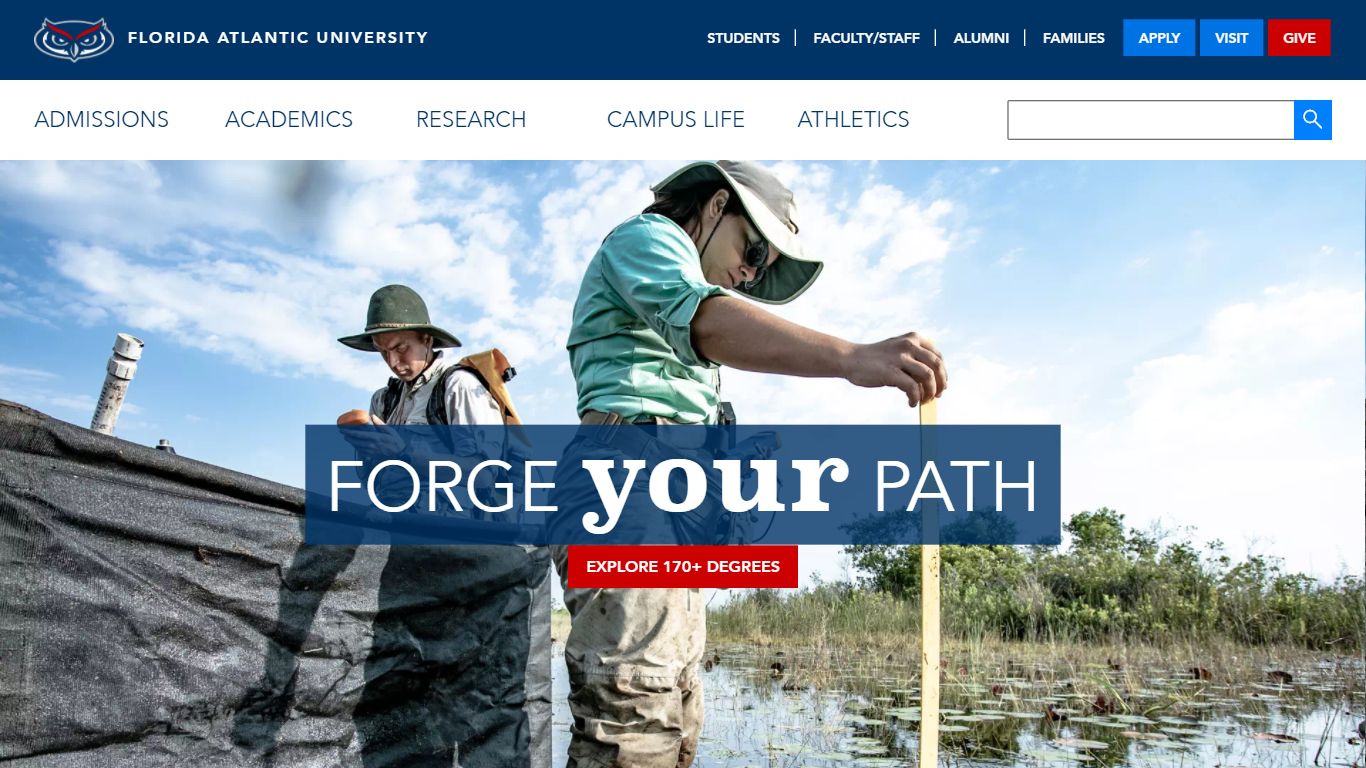 FLORIDA ATLANTIC UNIVERSITY
STUDENTS
FACULTY/STAFF
ALUMNI
FAMILIES
APPLY
VISIT
GIVE
ADMISSIONS
ACADEMICS
RESEARCH
CAMPUS LIFE
ATHLETICS
FORGE your PATH
EXPLORE 170+ DEGREES